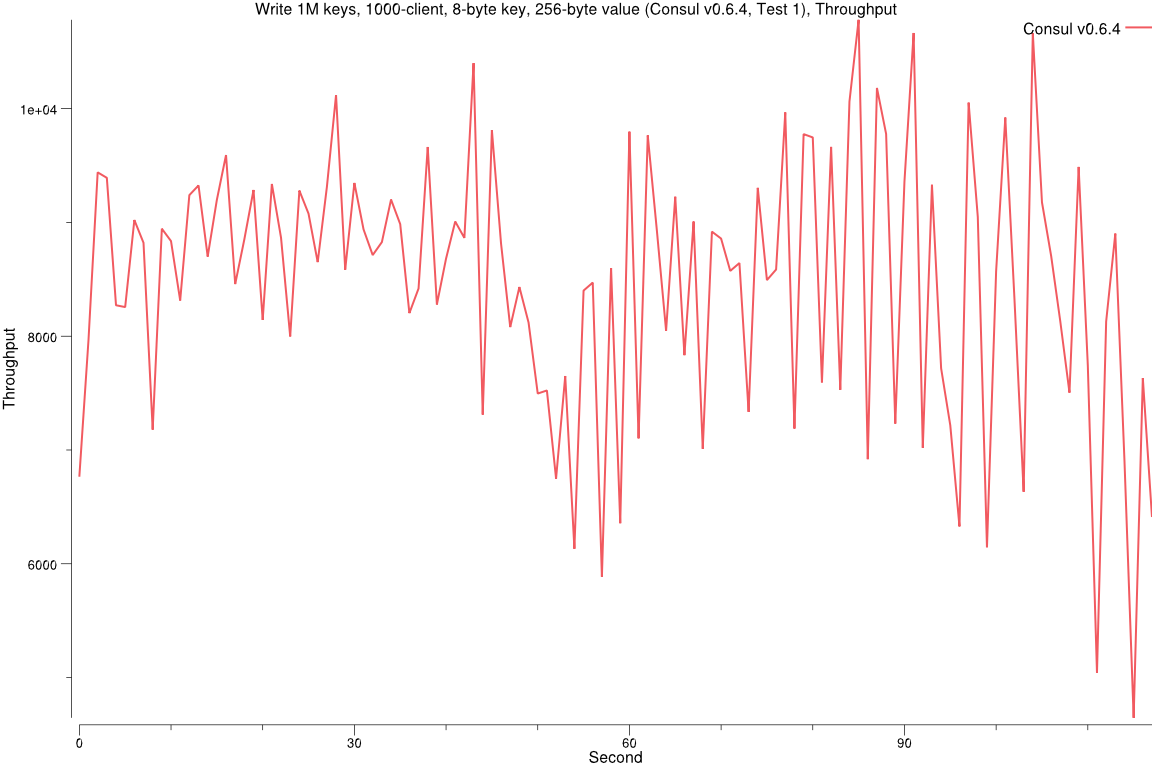 Write 1M keys, 1000-client, 8-byte key, 256-byte value (Consul v0.6.4, Test 1), Throughput
Consul v0.6.4
1e+04
8000
6000
Throughput
0 30 60 90
Second